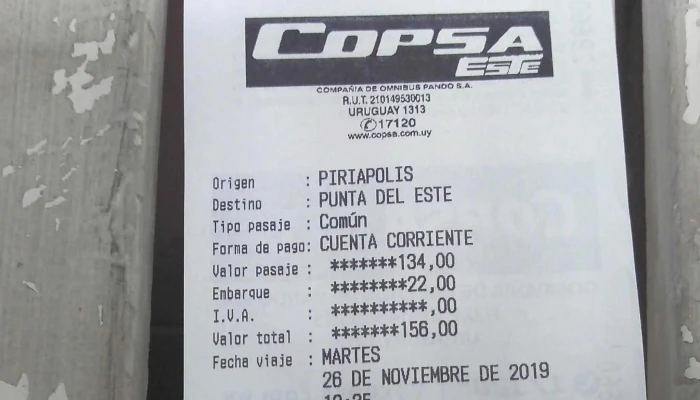 COPSA
ESTE
COMPAÑIA DE OMNIBUS PANDO S.A.
R.U.T. 210149530013
URUGUAY 1313
✆17120
www.copsa.com.uy
Origen : PIRIAPOLIS
Destino : PUNTA DEL ESTE
Tipo pasaje : Común
Forma de pago: CUENTA CORRIENTE
Valor pasaje : *******134,00
Embarque : ********22,00
I.V.A. : **********,00
Valor total : *******156,00
Fecha viaje : MARTES
26 DE NOVIEMBRE DE 2019